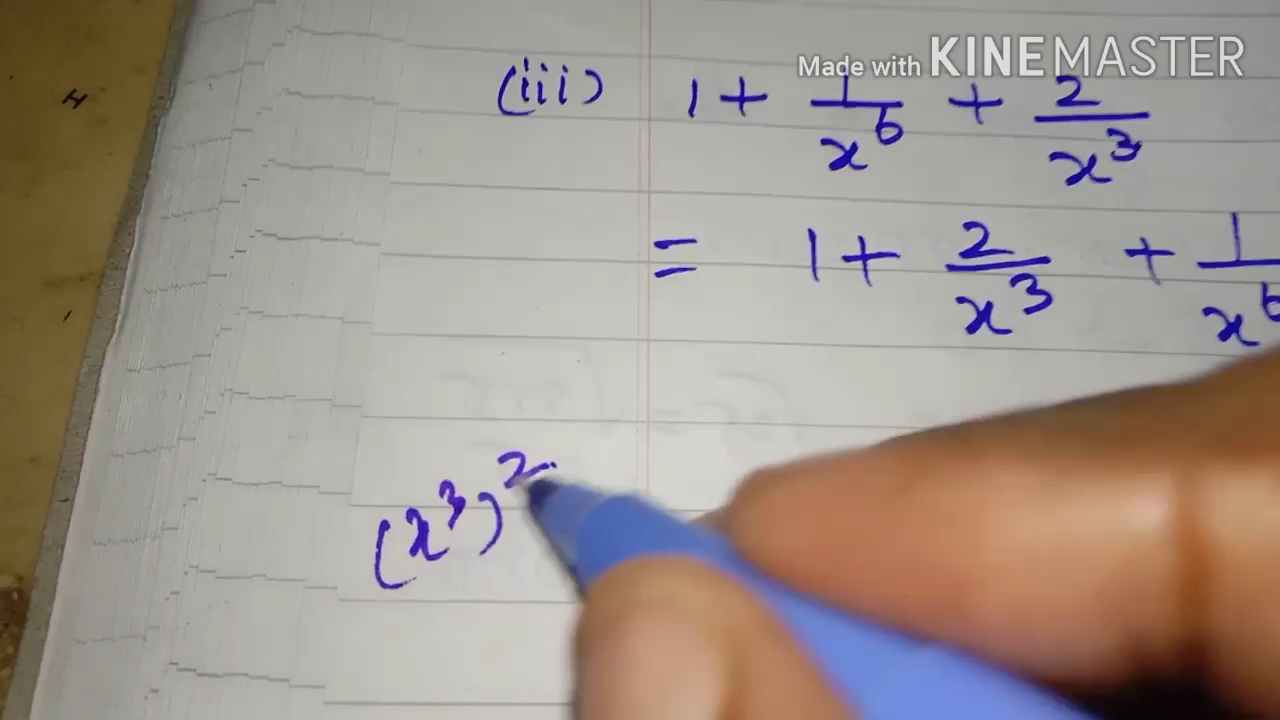 Made with KINEMASTER
(iii) 1 + 1/x⁶ + 2/x³
= 1 + 2/x³ + 1/x⁶
(x³)²